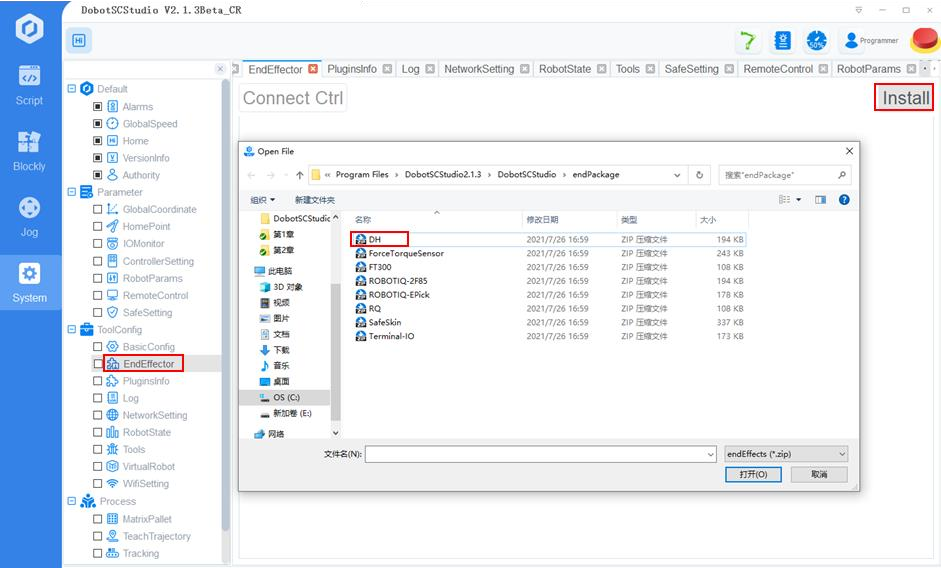 DobotSCStudio V2.1.3Beta_CR
HI
50%
Programmer
Script
Blockly
Jog
System
Default
Alarms
GlobalSpeed
Home
VersionInfo
Authority
Parameter
GlobalCoordinate
HomePoint
IOMonitor
ControllerSetting
RobotParams
RemoteControl
SafeSetting
ToolConfig
BasicConfig
EndEffector
PluginsInfo
Log
NetworkSetting
RobotState
Tools
VirtualRobot
WifiSetting
Process
MatrixPallet
TeachTrajectory
Tracking
EndEffector PluginsInfo Log NetworkSetting RobotState Tools SafeSetting RemoteControl RobotParams
Connect Ctrl
Install
Open File
« Program Files › DobotSCStudio2.1.3 › DobotSCStudio › endPackage
搜索"endPackage"
组织 新建文件夹
DobotSCStudio
第1章
第2章
此电脑
3D 对象
视频
图片
文档
下载
音乐
桌面
OS (C:)
新加卷 (E:)
网络
名称 修改日期 类型 大小
DH 2021/7/26 16:59 ZIP 压缩文件 194 KB
ForceTorqueSensor 2021/7/26 16:59 ZIP 压缩文件 243 KB
FT300 2021/7/26 16:59 ZIP 压缩文件 108 KB
ROBOTIQ-2F85 2021/7/26 16:59 ZIP 压缩文件 194 KB
ROBOTIQ-EPick 2021/7/26 16:59 ZIP 压缩文件 178 KB
RQ 2021/7/26 16:59 ZIP 压缩文件 108 KB
SafeSkin 2021/7/26 16:59 ZIP 压缩文件 337 KB
Terminal-IO 2021/7/26 16:59 ZIP 压缩文件 173 KB
文件名(N):
endEffects (*.zip)
打开(O)
取消